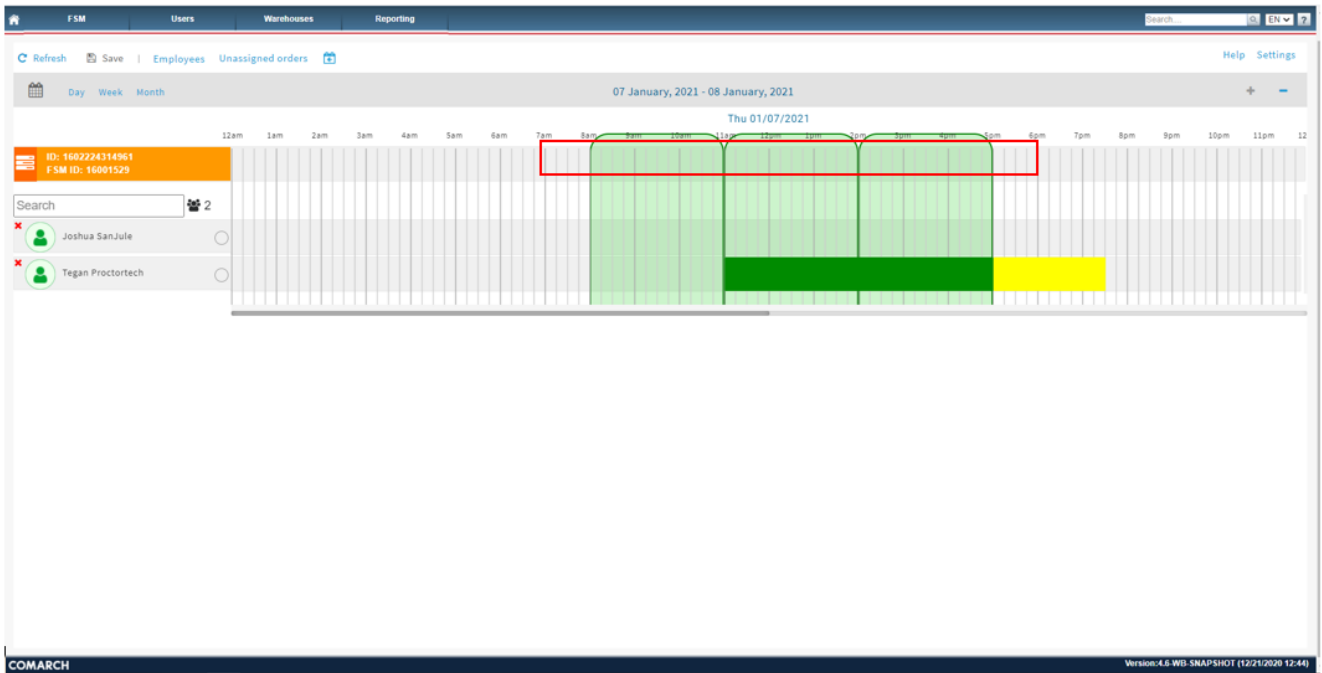 FSM Users Warehouses Reporting Search... EN ?
Refresh Save | Employees Unassigned orders Help Settings
Day Week Month 07 January, 2021 - 08 January, 2021 + −
Thu 01/07/2021
12am 1am 2am 3am 4am 5am 6am 7am 8am 9am 10am 11am 12pm 1pm 2pm 3pm 4pm 5pm 6pm 7pm 8pm 9pm 10pm 11pm 12
ID: 1602224314961
FSM ID: 16001529
Search 2
Joshua SanJule
Tegan Proctortech
COMARCH Version:4.6-WB-SNAPSHOT (12/21/2020 12:44)